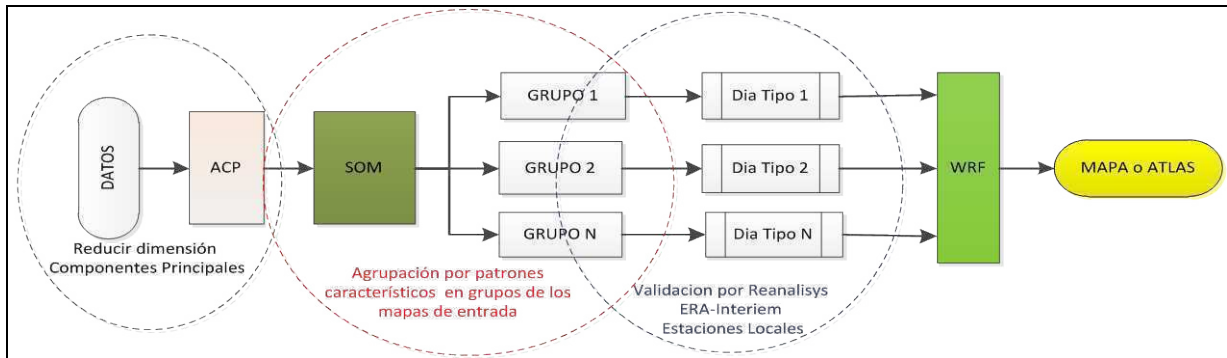 DATOS
ACP
SOM
GRUPO 1
GRUPO 2
GRUPO N
Dia Tipo 1
Dia Tipo 2
Dia Tipo N
WRF
MAPA o ATLAS
Reducir dimensión
Componentes Principales
Agrupación por patrones
característicos en grupos de los
mapas de entrada
Validacion por Reanalisys
ERA-Interiem
Estaciones Locales